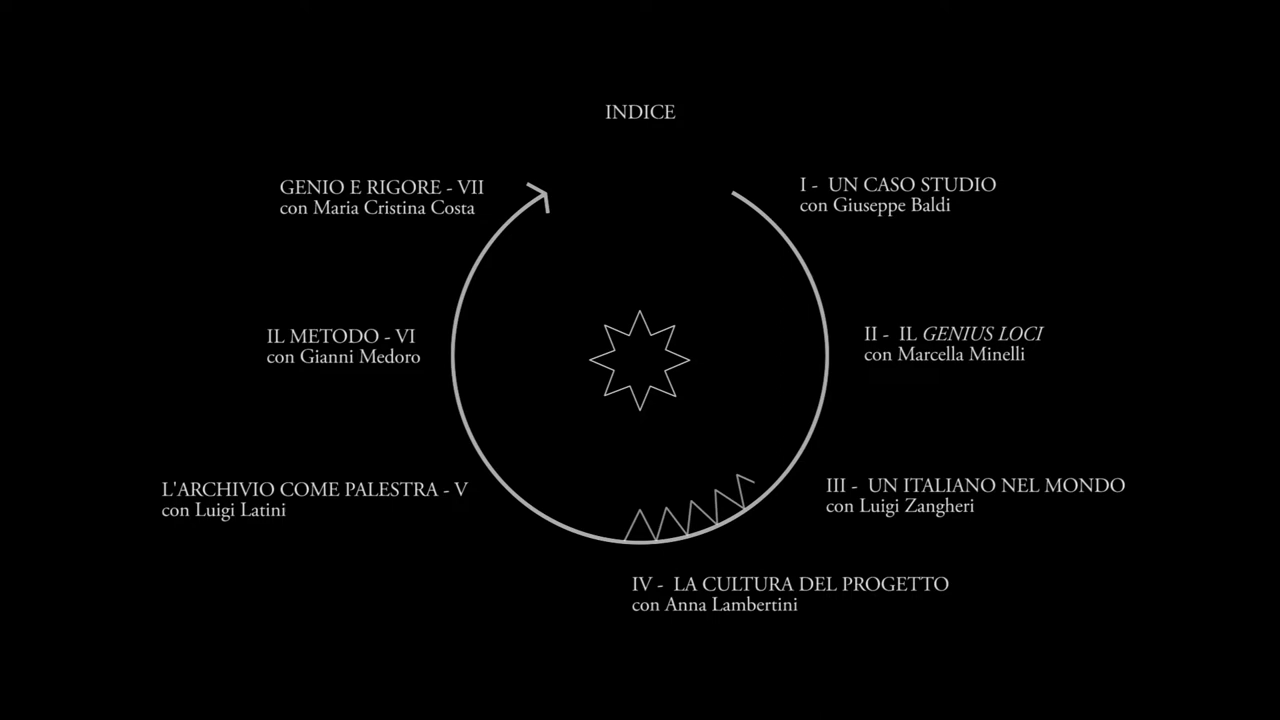 INDICE
I - UN CASO STUDIO
con Giuseppe Baldi
II - IL GENIUS LOCI
con Marcella Minelli
III - UN ITALIANO NEL MONDO
con Luigi Zangheri
IV - LA CULTURA DEL PROGETTO
con Anna Lambertini
L'ARCHIVIO COME PALESTRA - V
con Luigi Latini
IL METODO - VI
con Gianni Medoro
GENIO E RIGORE - VII
con Maria Cristina Costa